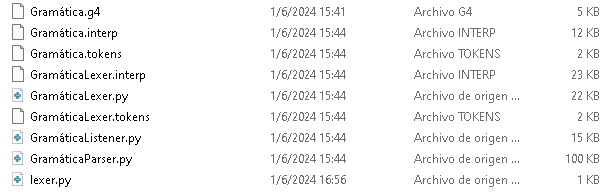 Gramática.g4 1/6/2024 15:41 Archivo G4 5 KB
Gramática.interp 1/6/2024 15:44 Archivo INTERP 12 KB
Gramática.tokens 1/6/2024 15:44 Archivo TOKENS 2 KB
GramáticaLexer.interp 1/6/2024 15:44 Archivo INTERP 23 KB
GramáticaLexer.py 1/6/2024 15:44 Archivo de origen ... 22 KB
GramáticaLexer.tokens 1/6/2024 15:44 Archivo TOKENS 2 KB
GramáticaListener.py 1/6/2024 15:44 Archivo de origen ... 15 KB
GramáticaParser.py 1/6/2024 15:44 Archivo de origen ... 100 KB
lexer.py 1/6/2024 16:56 Archivo de origen ... 1 KB